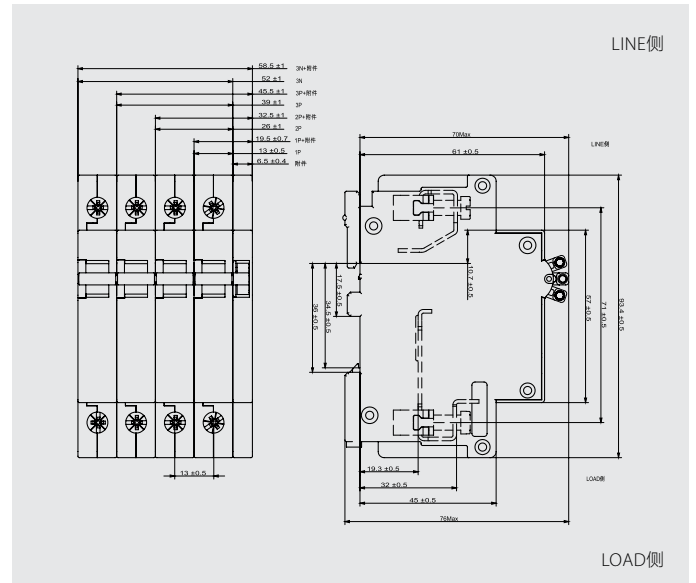 LINE侧
58.5 ±1 3N+附件
52 ±1 3N
45.5 ±1 3P+附件
39 ±1 3P
32.5 ±1 2P+附件
26 ±1 2P
19.5 ±0.7 1P+附件
13 ±0.5 1P
6.5 ±0.4 附件
70Max
LINE侧
61 ±0.5
10.7 ±0.5
17.5 ±0.5
34.5 ±0.5
36 ±0.5
57 ±0.5
71 ±0.5
93.4 ±0.5
13 ±0.5
19.3 ±0.5
32 ±0.5
45 ±0.5
76Max
LOAD侧
LOAD侧